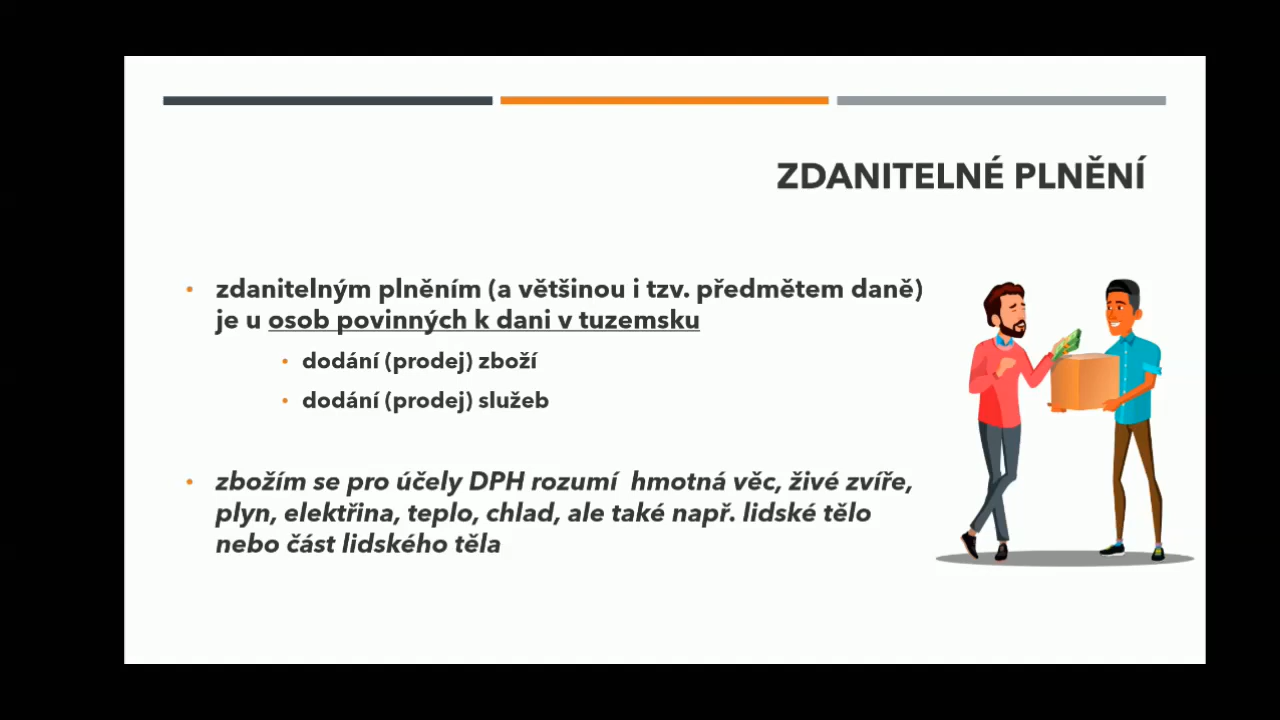 ZDANITELNÉ PLNĚNÍ
• zdanitelným plněním (a většinou i tzv. předmětem daně)
je u osob povinných k dani v tuzemsku
• dodání (prodej) zboží
• dodání (prodej) služeb
• zbožím se pro účely DPH rozumí  hmotná věc, živé zvíře,
plyn, elektřina, teplo, chlad, ale také např. lidské tělo
nebo část lidského těla